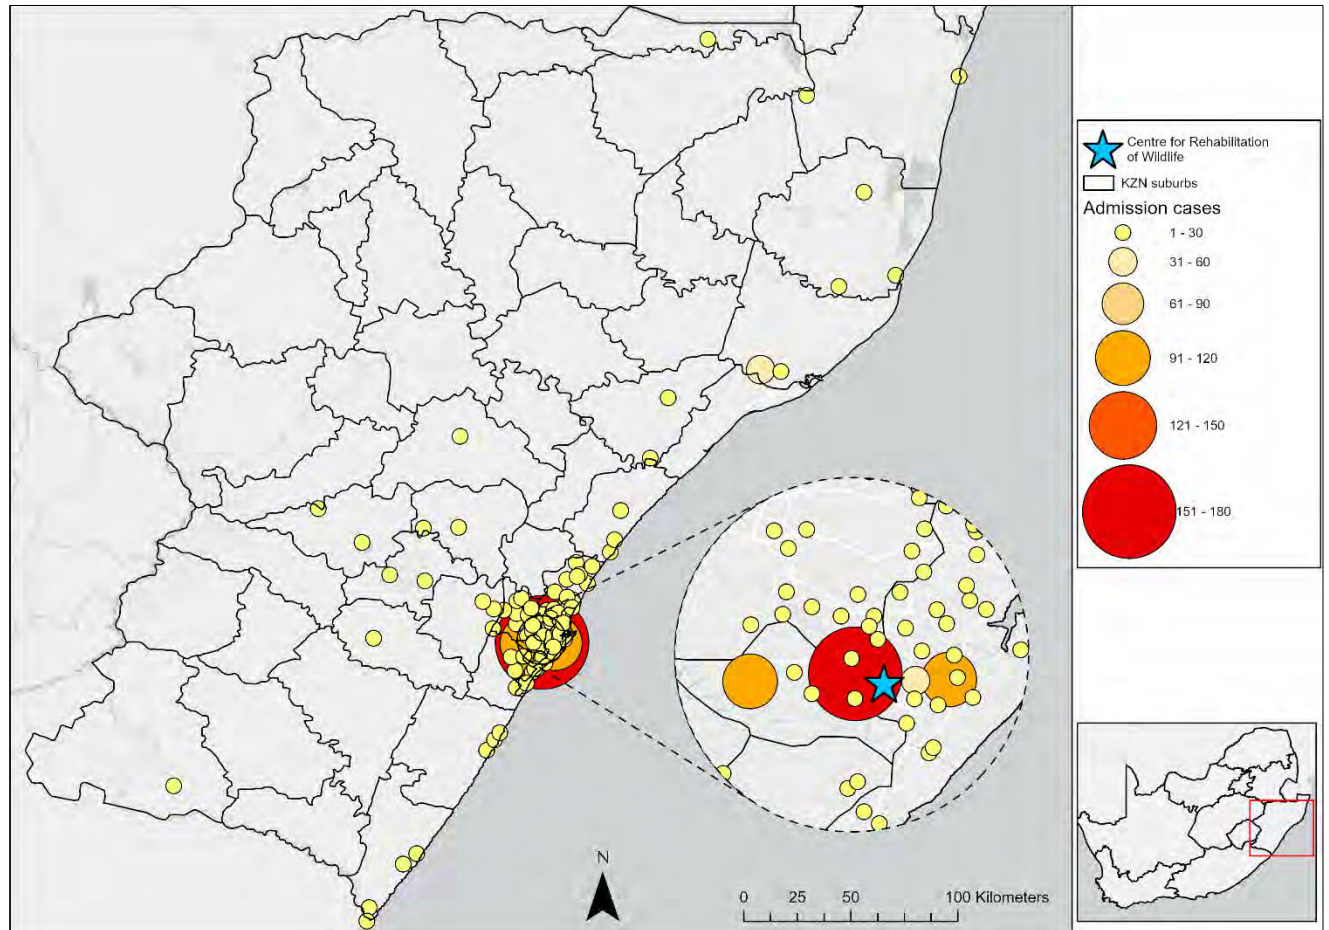 Centre for Rehabilitation
of Wildlife
KZN suburbs
Admission cases
1 - 30
31 - 60
61 - 90
91 - 120
121 - 150
151 - 180
N
0 25 50 100 Kilometers